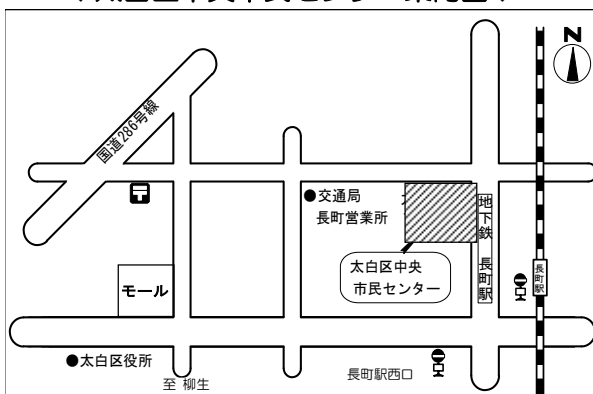 N
国道286号線
●交通局
長町営業所
地下鉄 長町駅
太白区中央
市民センター
長町駅
モール
●太白区役所
至 柳生
長町駅西口